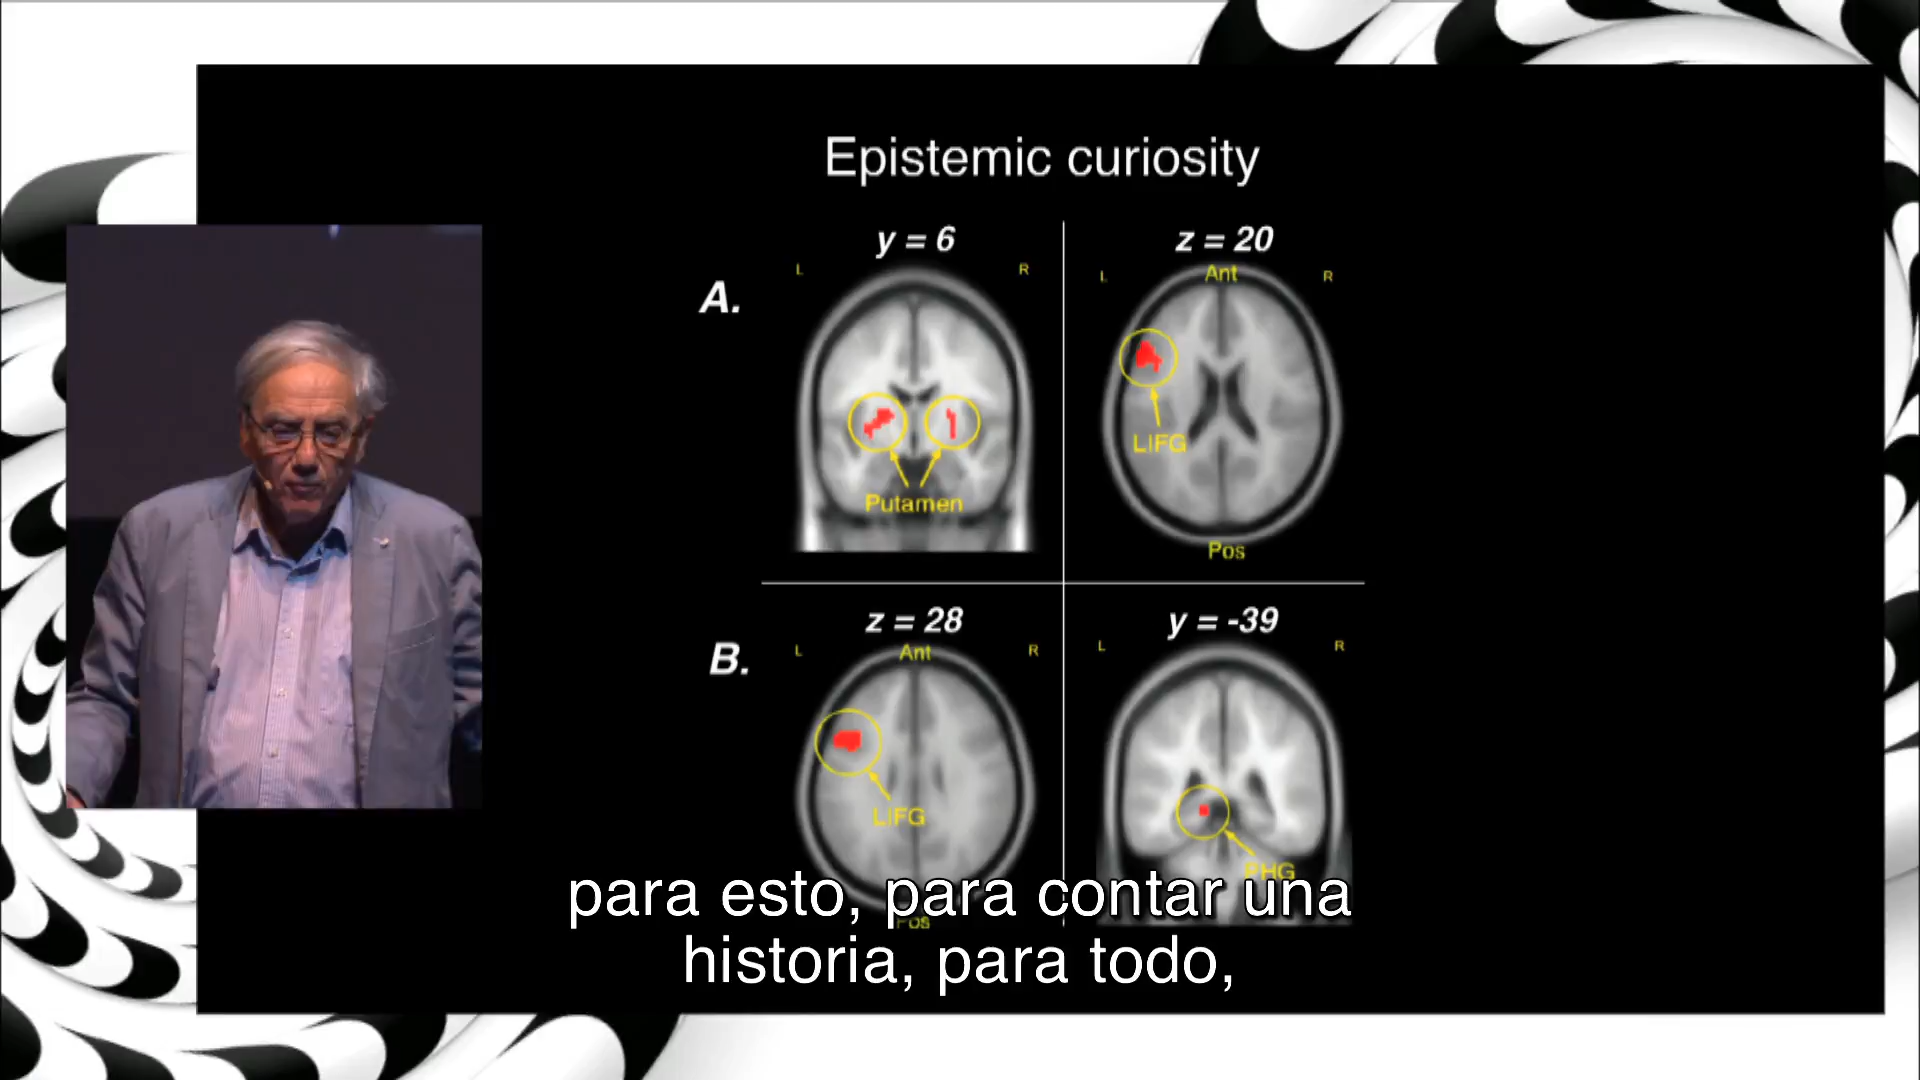 Epistemic curiosity
y = 6
z = 20
L
R
L
Ant
R
A.
LIFG
Putamen
Pos
z = 28
y = -39
B.
L
Ant
R
L
R
LIFG
PHG
para esto, para contar una
Pos
historia, para todo,